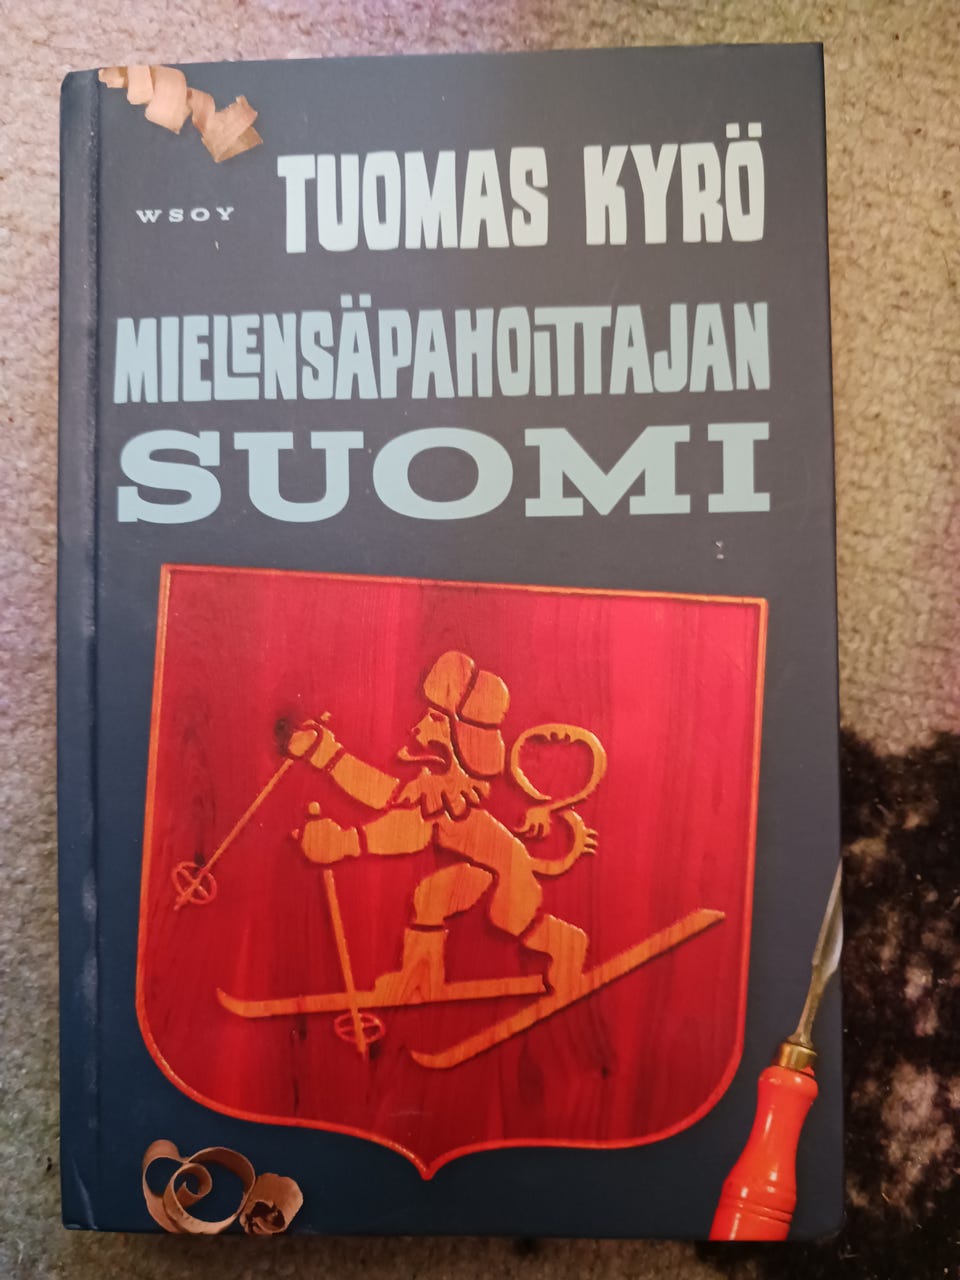 WSOY
TUOMAS KYRÖ
MIELENSÄPAHOITTAJAN
SUOMI